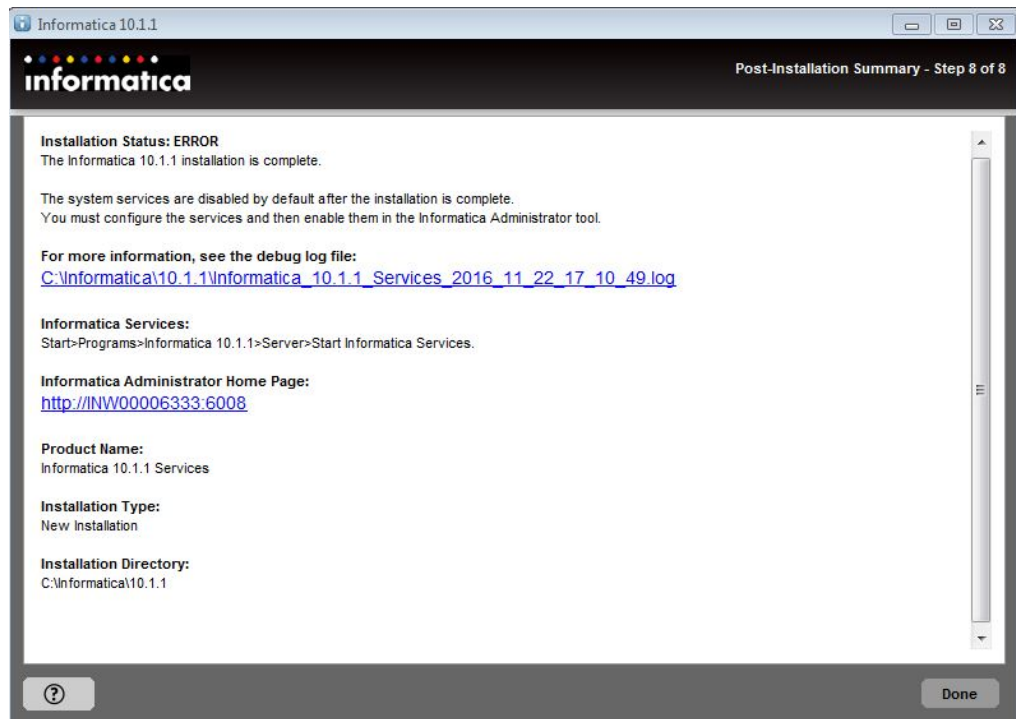 Informatica 10.1.1
informatica
Post-Installation Summary - Step 8 of 8
Installation Status: ERROR
The Informatica 10.1.1 installation is complete.
The system services are disabled by default after the installation is complete.
You must configure the services and then enable them in the Informatica Administrator tool.
For more information, see the debug log file:
C:\Informatica\10.1.1\Informatica_10.1.1_Services_2016_11_22_17_10_49.log
Informatica Services:
Start>Programs>Informatica 10.1.1>Server>Start Informatica Services.
Informatica Administrator Home Page:
http://INW00006333:6008
Product Name:
Informatica 10.1.1 Services
Installation Type:
New Installation
Installation Directory:
C:\Informatica\10.1.1
?
Done